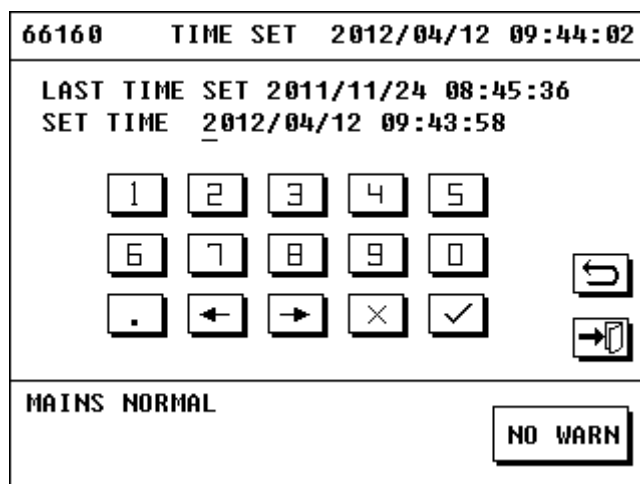 66160 TIME SET 2012/04/12 09:44:02
LAST TIME SET 2011/11/24 08:45:36
SET TIME 2012/04/12 09:43:58
1 2 3 4 5
6 7 8 9 0
. ← → × ✓
MAINS NORMAL
NO WARN